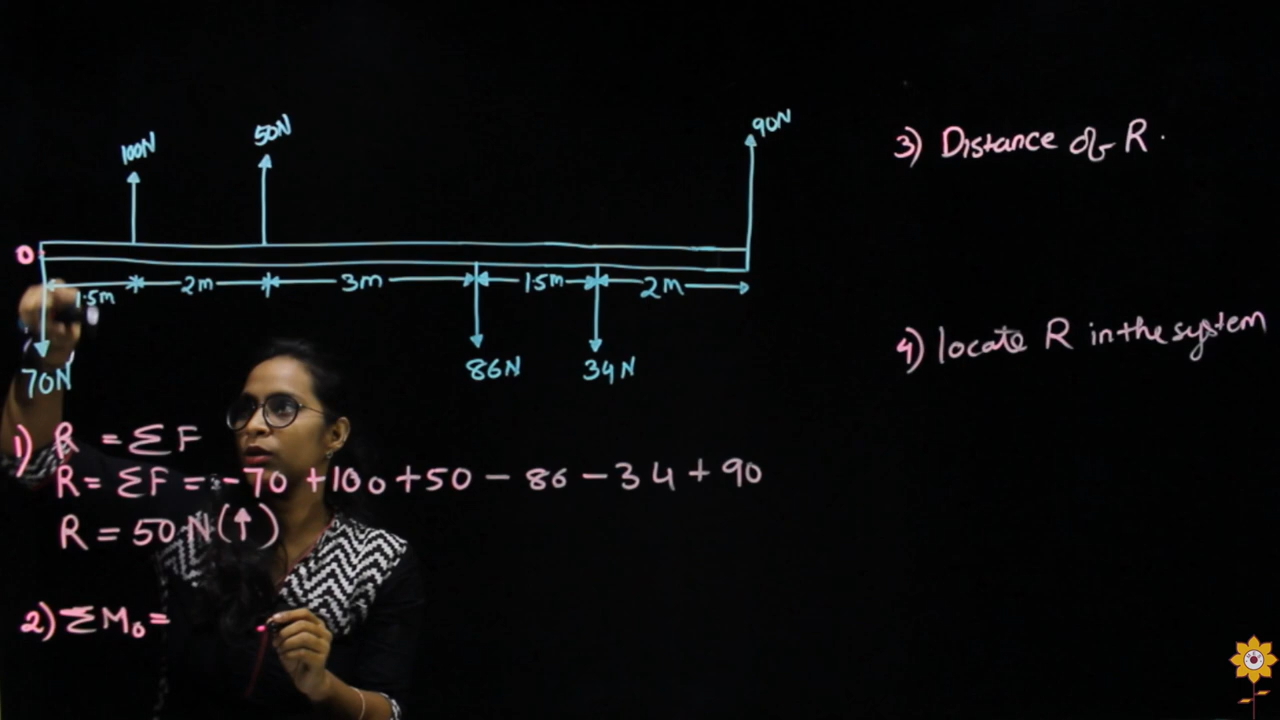 100N
50N
90N
3) Distance of R.
O
1.5m 2m 3m 1.5m 2m
4) locate R in the system
70N
86N 34N
1) R = ΣF
R = ΣF = -70 +100+50 - 86 - 34 + 90
R = 50 N(↑)
2) ΣM₀ =